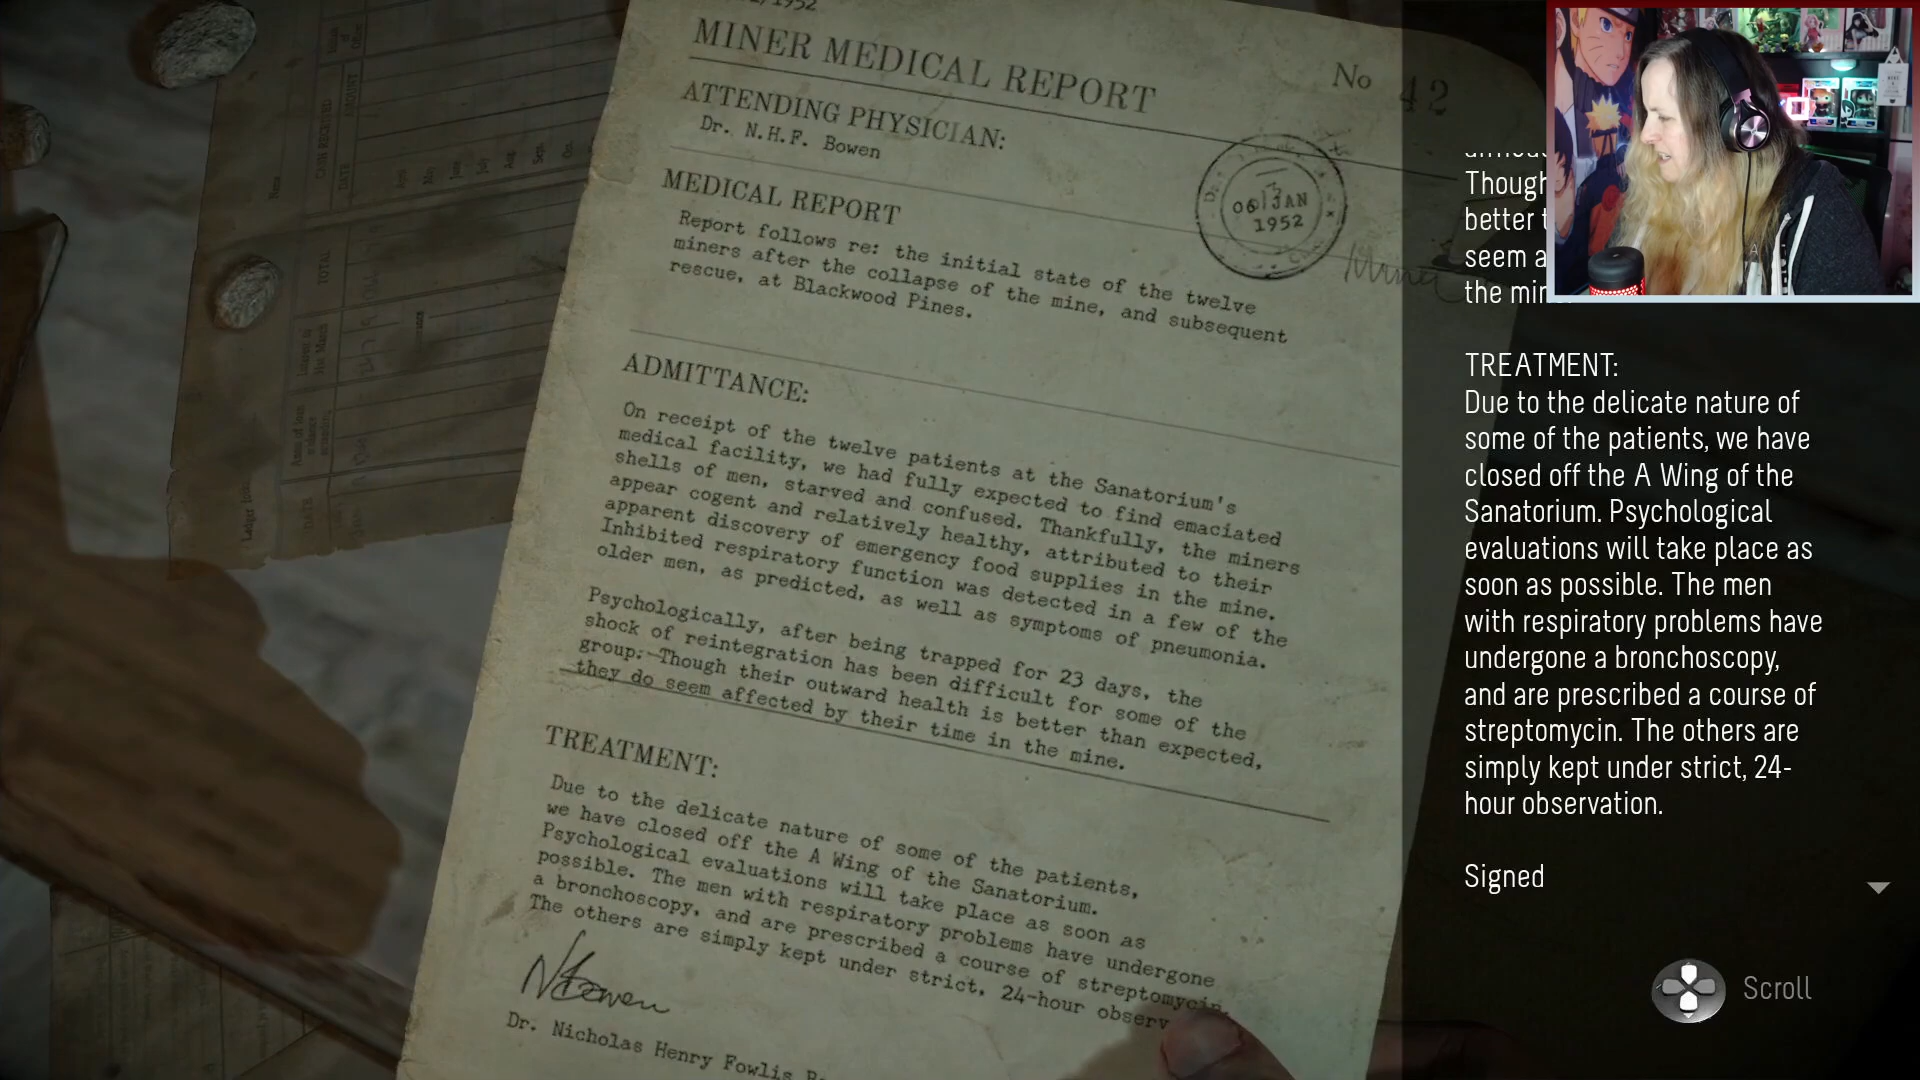 MINER MEDICAL REPORT
No 42
ATTENDING PHYSICIAN:
Dr. N.H.F. Bowen
MEDICAL REPORT
Report follows re: the initial state of the twelve
miners after the collapse of the mine, and subsequent
rescue, at Blackwood Pines.
JAN
1952
ADMITTANCE:
On receipt of the twelve patients at the Sanatorium's
medical facility, we had fully expected to find emaciated
shells of men, starved and confused. Thankfully, the miners
appear cogent and relatively healthy, attributed to their
apparent discovery of emergency food supplies in the mine.
Inhibited respiratory function was detected in a few of the
older men, as predicted, as well as symptoms of pneumonia.
Psychologically, after being trapped for 23 days, the
shock of reintegration has been difficult for some of the
group. Though their outward health is better than expected,
they do seem affected by their time in the mine.
TREATMENT:
Due to the delicate nature of some of the patients,
we have closed off the A Wing of the Sanatorium.
Psychological evaluations will take place as soon as
possible. The men with respiratory problems have undergone
a bronchoscopy, and are prescribed a course of streptomycin.
The others are simply kept under strict, 24-hour
NBowen
Dr. Nicholas Henry Fowlis
better
seem
the
TREATMENT:
Due to the delicate nature of
some of the patients, we have
closed off the A Wing of the
Sanatorium. Psychological
evaluations will take place as
soon as possible. The men
with respiratory problems have
undergone a bronchoscopy,
and are prescribed a course of
streptomycin. The others are
simply kept under strict, 24-
hour observation.
Signed
Scroll